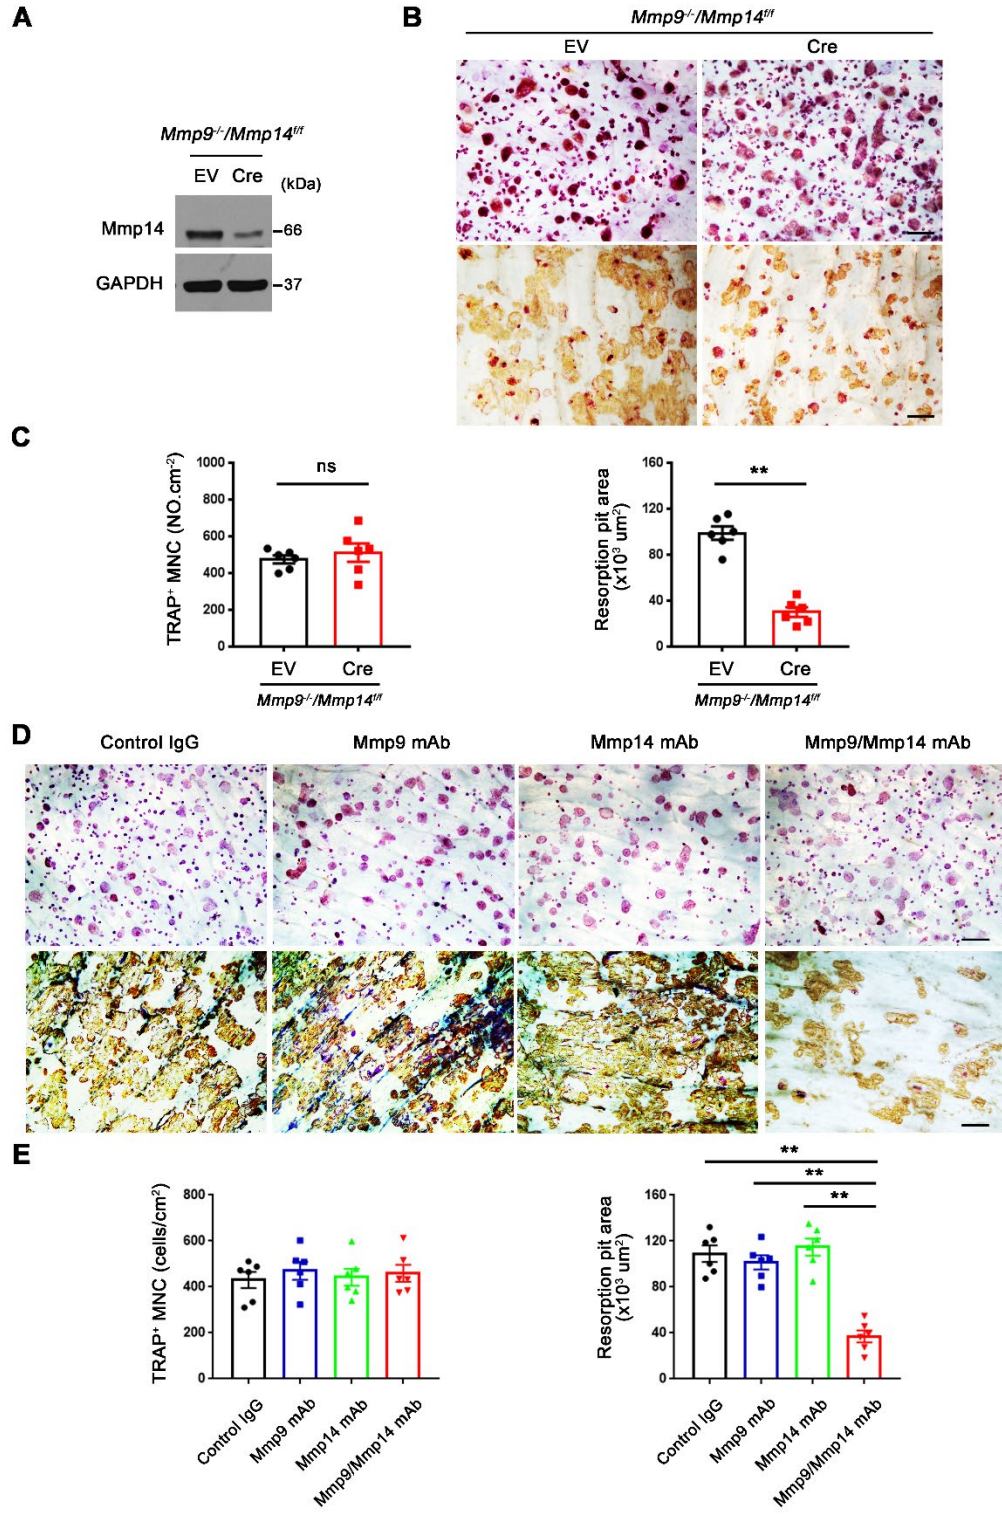 A
Mmp9-/-/Mmp14f/f
EV Cre (kDa)
Mmp14 –66
GAPDH –37
B
Mmp9-/-/Mmp14f/f
EV Cre
C
TRAP+ MNC (NO.cm-2)
1000
800
600
400
200
0
ns
EV Cre
Mmp9-/-/Mmp14f/f
Resorption pit area
(x10³ um²)
160
120
80
40
0
**
EV Cre
Mmp9-/-/Mmp14f/f
D
Control IgG Mmp9 mAb Mmp14 mAb Mmp9/Mmp14 mAb
E
TRAP+ MNC (cells/cm²)
800
600
400
200
0
Control IgG
Mmp9 mAb
Mmp14 mAb
Mmp9/Mmp14 mAb
Resorption pit area
(x10³ um²)
160
120
80
40
0
**
**
**
Control IgG
Mmp9 mAb
Mmp14 mAb
Mmp9/Mmp14 mAb